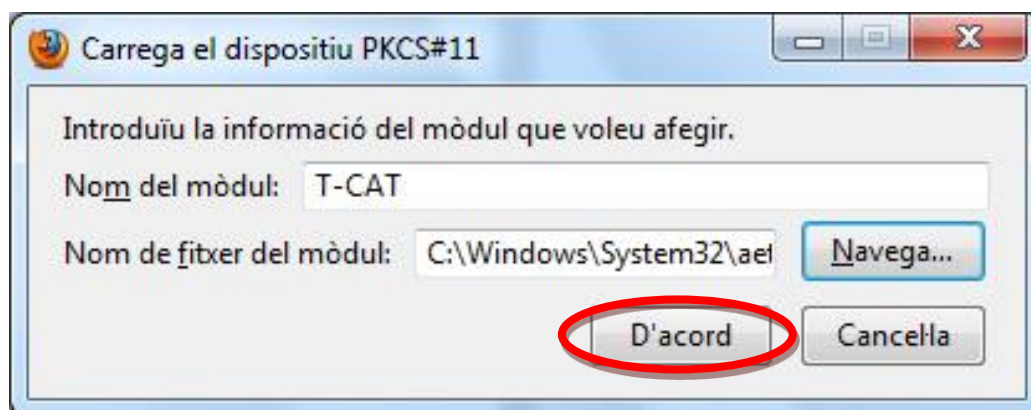 Carrega el dispositiu PKCS#11
Introduïu la informació del mòdul que voleu afegir.
Nom del mòdul: T-CAT
Nom de fitxer del mòdul: C:\Windows\System32\aet Navega...
D'acord Cancel·la